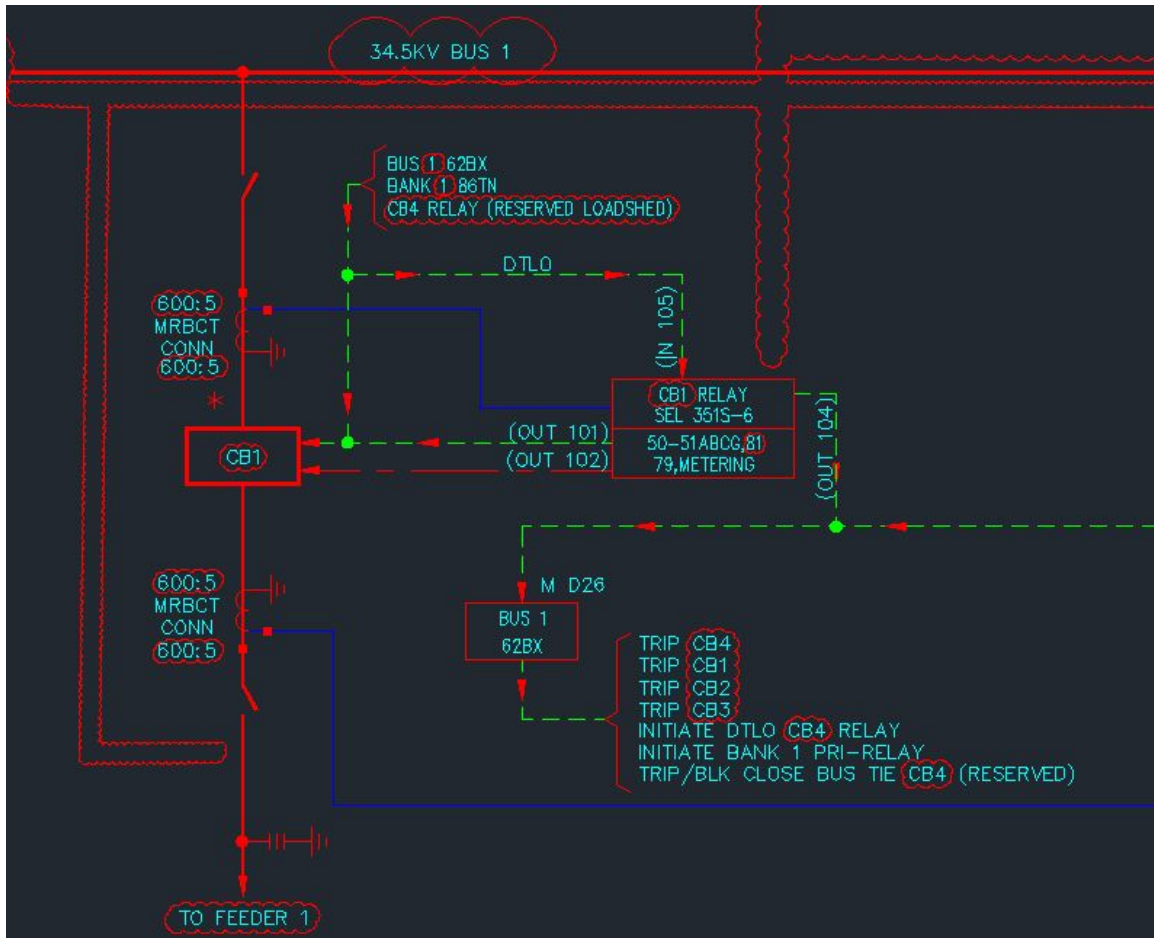 34.5KV BUS 1
BUS 1 62BX
BANK 1 86TN
CB4 RELAY (RESERVED LOADSHED)
DTLO
(IN 105)
600:5
MRBCT
CONN
600:5
*
CB1 RELAY
SEL 351S-6
50-51ABCG,81
79,METERING
(OUT 101)
(OUT 102)
(OUT 104)
CB1
M D26
BUS 1
62BX
600:5
MRBCT
CONN
600:5
TRIP CB4
TRIP CB1
TRIP CB2
TRIP CB3
INITIATE DTLO CB4 RELAY
INITIATE BANK 1 PRI-RELAY
TRIP/BLK CLOSE BUS TIE CB4 (RESERVED)
TO FEEDER 1